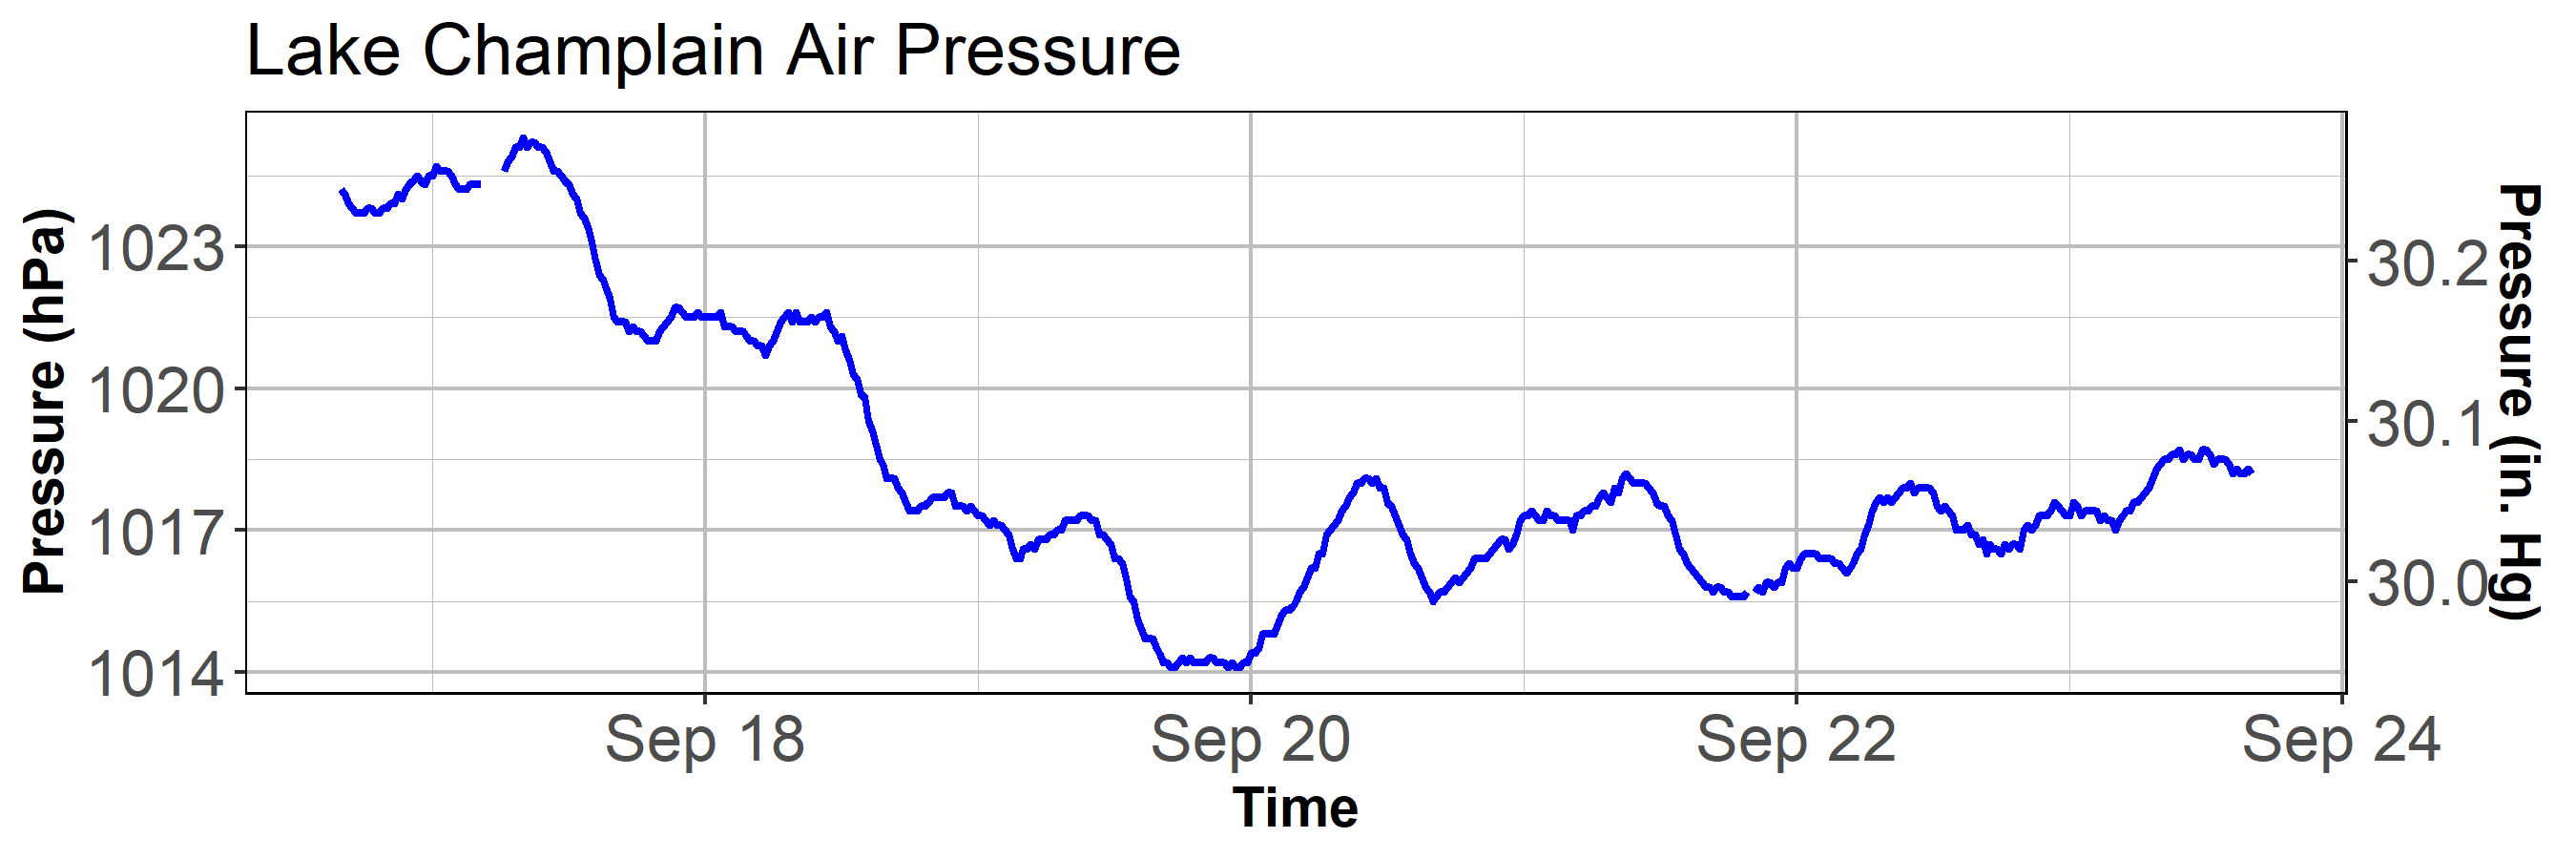 Lake Champlain Air Pressure
Pressure (hPa)
1023
1020
1017
1014
30.2
30.1
30.0
Pressure (in. Hg)
Sep 18 Sep 20 Sep 22 Sep 24
Time